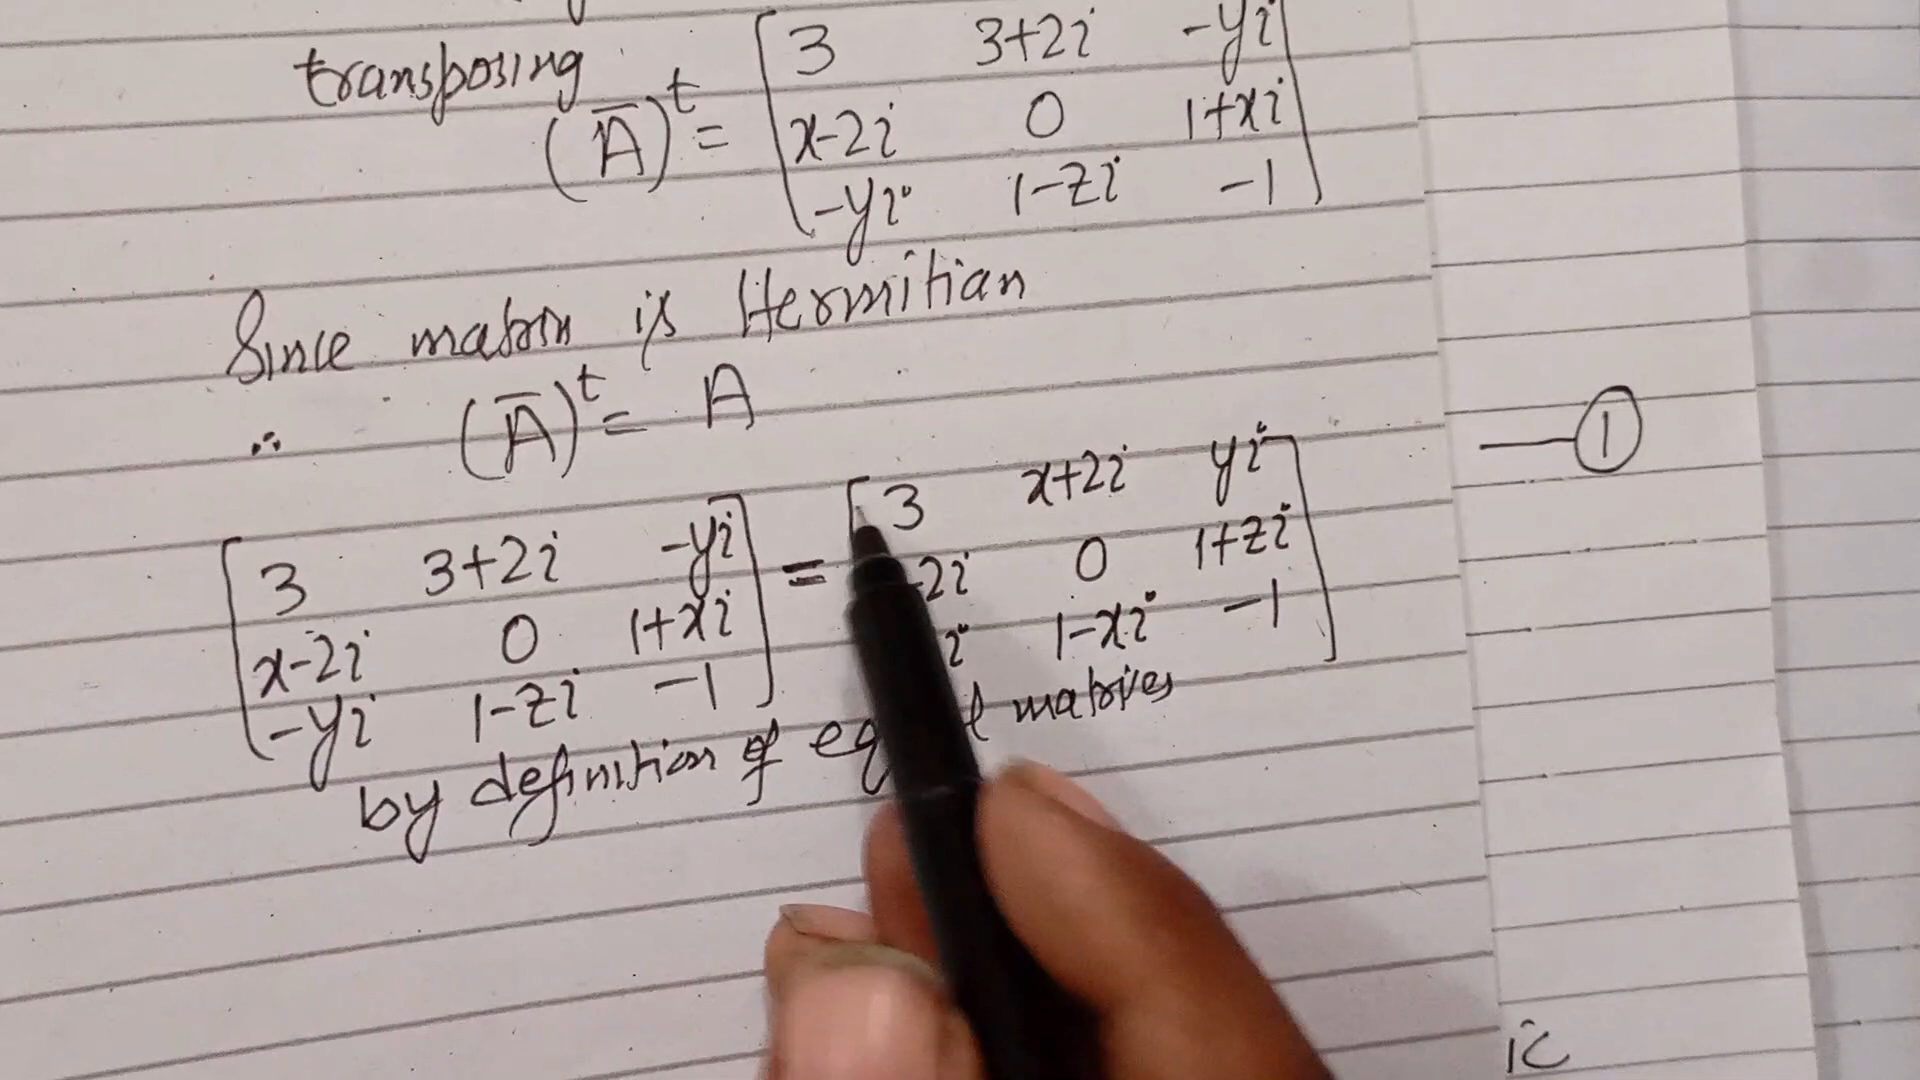 transposing
(A̅)ᵗ = [3 3+2i -yi
x-2i 0 1+xi
-yi 1-zi -1]
Since matrix is Hermitian
∴ (A̅)ᵗ = A —①
[3 3+2i -yi = [3 x+2i yi
x-2i 0 1+xi -2i 0 1+zi
-yi 1-zi -1] i 1-xi -1]
by definition of matrices
ic